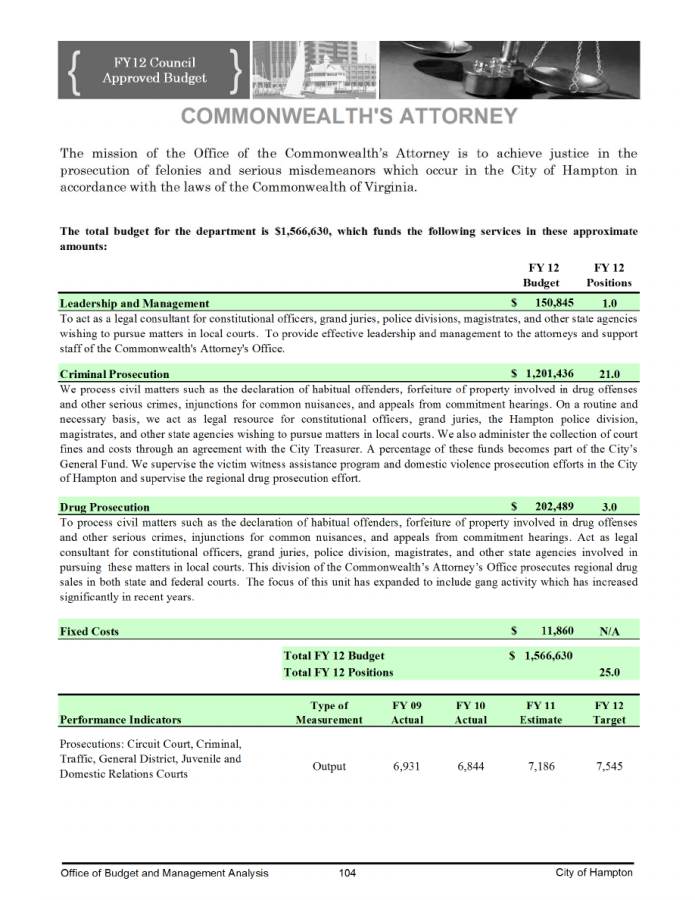 FY12 Council
Approved Budget
COMMONWEALTH'S ATTORNEY
The mission of the Office of the Commonwealth's Attorney is to achieve justice in the
prosecution of felonies and serious misdemeanors which occur in the City of Hampton in
accordance with the laws of the Commonwealth of Virginia.
The total budget for the department is $1,566,630, which funds the following services in these approximate
amounts:
FY 12 FY 12
Budget Positions
Leadership and Management $ 150,845 1.0
To act as a legal consultant for constitutional officers, grand juries, police divisions, magistrates, and other state agencies
wishing to pursue matters in local courts. To provide effective leadership and management to the attorneys and support
staff of the Commonwealth's Attorney's Office.
Criminal Prosecution $ 1,201,436 21.0
We process civil matters such as the declaration of habitual offenders, forfeiture of property involved in drug offenses
and other serious crimes, injunctions for common nuisances, and appeals from commitment hearings. On a routine and
necessary basis, we act as legal resource for constitutional officers, grand juries, the Hampton police division,
magistrates, and other state agencies wishing to pursue matters in local courts. We also administer the collection of court
fines and costs through an agreement with the City Treasurer. A percentage of these funds becomes part of the City's
General Fund. We supervise the victim witness assistance program and domestic violence prosecution efforts in the City
of Hampton and supervise the regional drug prosecution effort.
Drug Prosecution $ 202,489 3.0
To process civil matters such as the declaration of habitual offenders, forfeiture of property involved in drug offenses
and other serious crimes, injunctions for common nuisances, and appeals from commitment hearings. Act as legal
consultant for constitutional officers, grand juries, police division, magistrates, and other state agencies involved in
pursuing these matters in local courts. This division of the Commonwealth's Attorney's Office prosecutes regional drug
sales in both state and federal courts. The focus of this unit has expanded to include gang activity which has increased
significantly in recent years.
Fixed Costs $ 11,860 N/A
Total FY 12 Budget $ 1,566,630
Total FY 12 Positions 25.0
Type of FY 09 FY 10 FY 11 FY 12
Performance Indicators Measurement Actual Actual Estimate Target
Prosecutions: Circuit Court, Criminal,
Traffic, General District, Juvenile and
Domestic Relations Courts
Output 6,931 6,844 7,186 7,545
Office of Budget and Management Analysis 104 City of Hampton